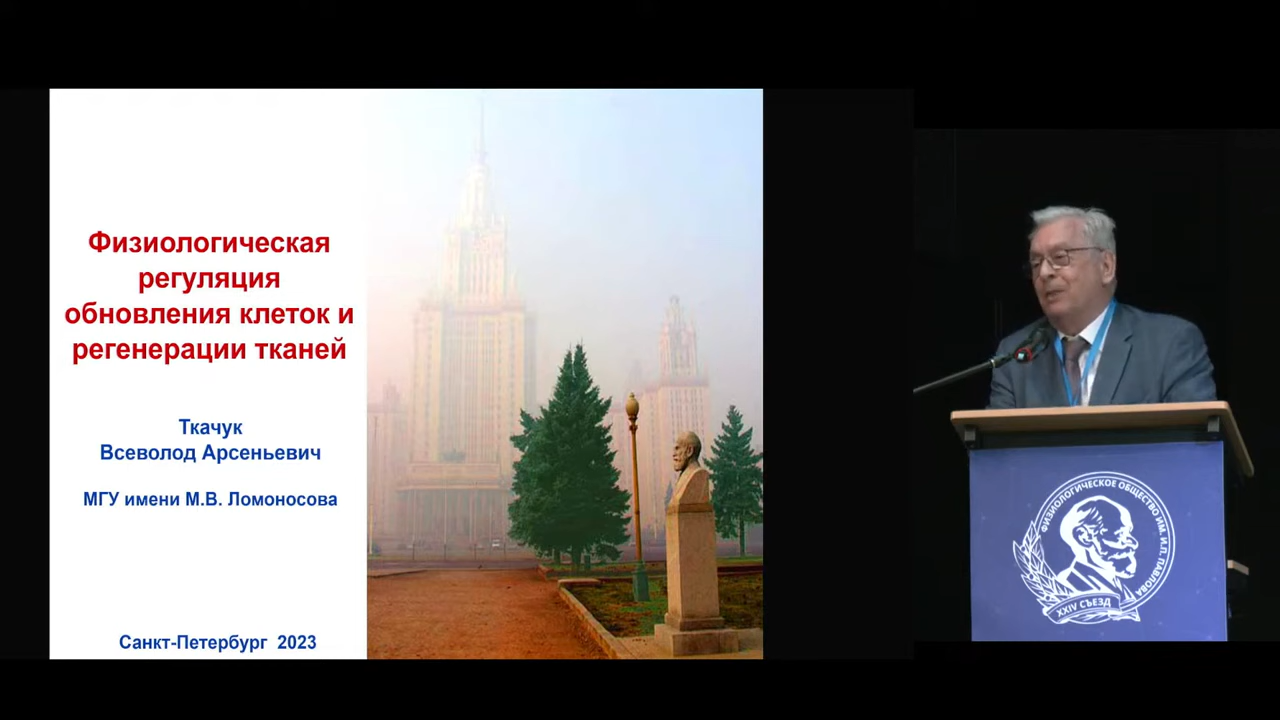 Физиологическая
регуляция
обновления клеток и
регенерации тканей
Ткачук
Всеволод Арсеньевич
МГУ имени М.В. Ломоносова
Санкт-Петербург 2023
ФИЗИОЛОГИЧЕСКОЕ ОБЩЕСТВО ИМ. И.П. ПАВЛОВА
XXIV СЪЕЗД